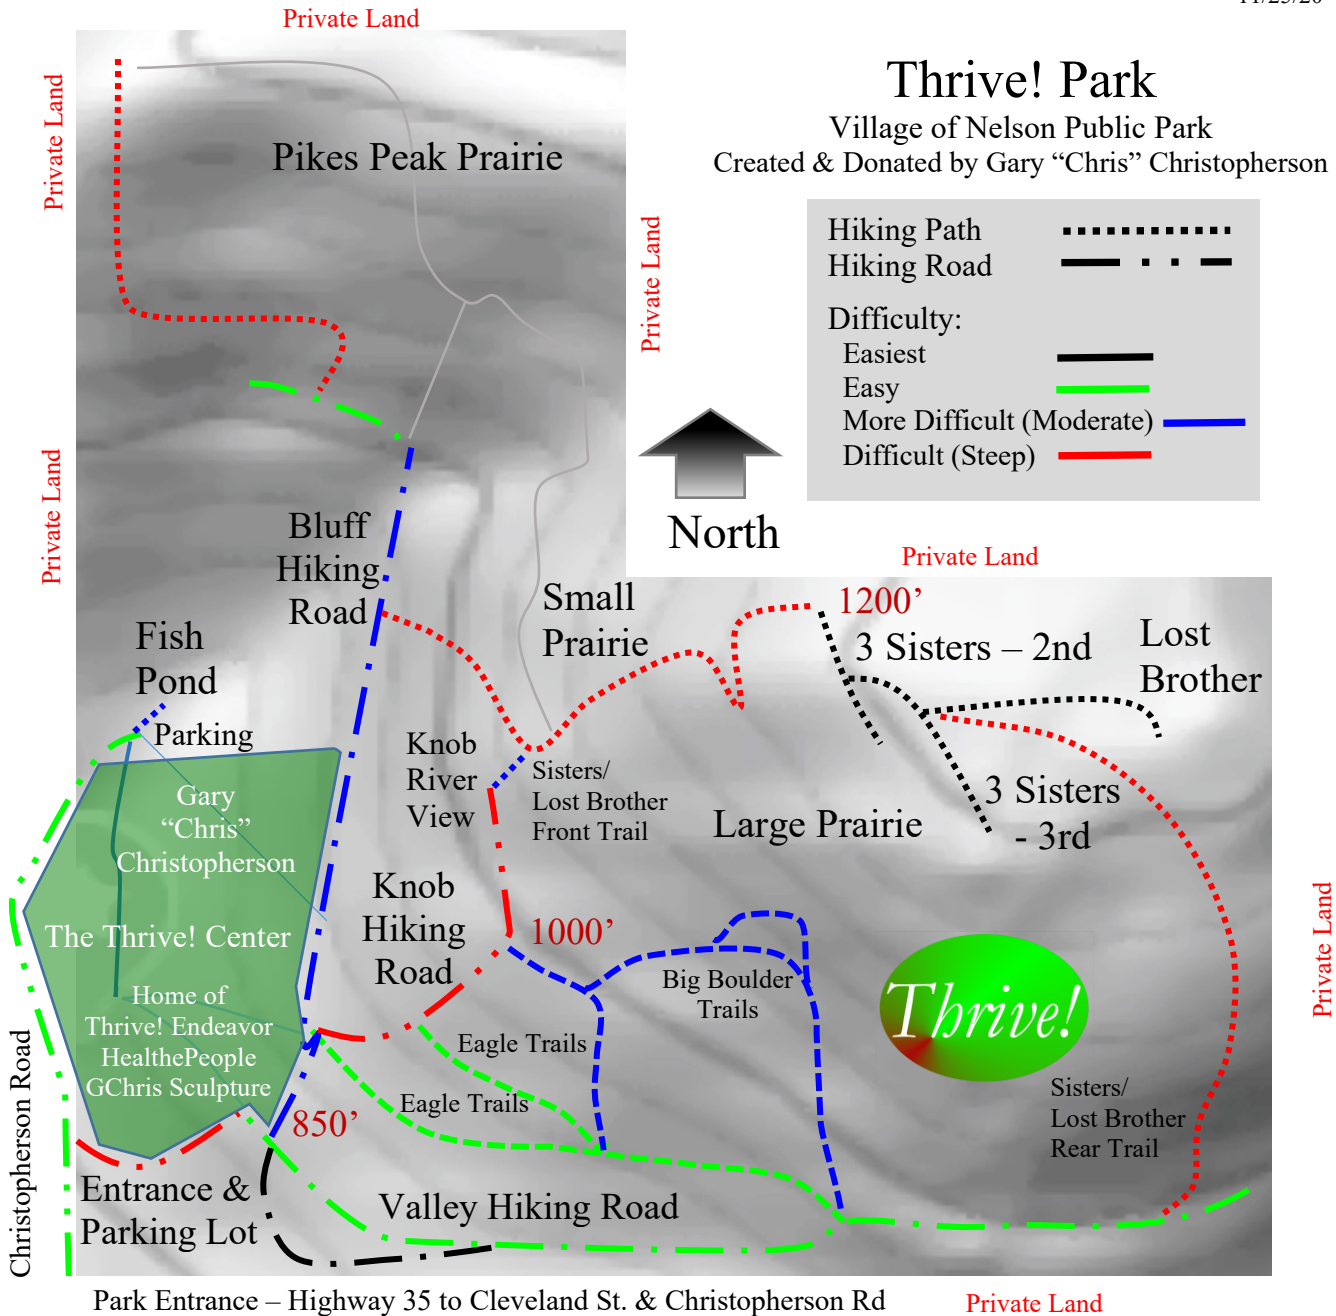 Private Land
Private Land
Thrive! Park
Village of Nelson Public Park
Created & Donated by Gary “Chris” Christopherson
Pikes Peak Prairie
Private Land
Hiking Path
Hiking Road
Difficulty:
Easiest
Easy
More Difficult (Moderate)
Difficult (Steep)
North
Private Land
Private Land
Bluff
Hiking
Road
Small
Prairie
1200’
3 Sisters – 2nd
Lost
Brother
Fish
Pond
Parking
Knob
River
View
Sisters/
Lost Brother
Front Trail
Large Prairie
3 Sisters
- 3rd
Gary
“Chris”
Christopherson
The Thrive! Center
Home of
Thrive! Endeavor
HealthePeople
GChris Sculpture
Knob
Hiking
Road
1000’
Big Boulder
Trails
Thrive!
Private Land
Eagle Trails
Eagle Trails
Sisters/
Lost Brother
Rear Trail
850’
Christopherson Road
Entrance &
Parking Lot
Valley Hiking Road
Park Entrance – Highway 35 to Cleveland St. & Christopherson Rd
Private Land